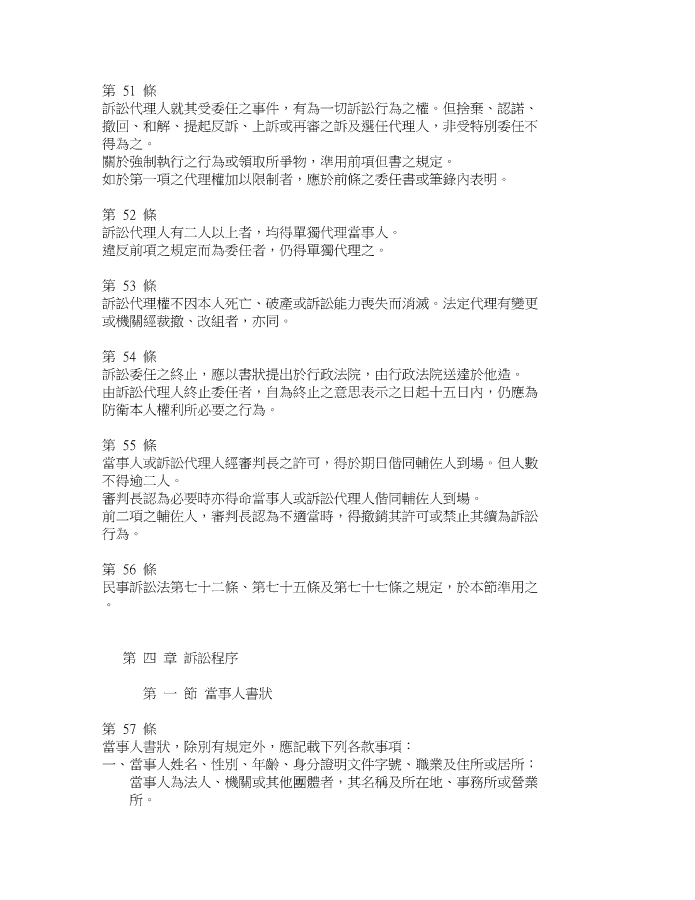 第 51 條
訴訟代理人就其受委任之事件，有為一切訴訟行為之權。但捨棄、認諾、
撤回、和解、提起反訴、上訴或再審之訴及選任代理人，非受特別委任不
得為之。
關於強制執行之行為或領取所爭物，準用前項但書之規定。
如於第一項之代理權加以限制者，應於前條之委任書或筆錄內表明。
第 52 條
訴訟代理人有二人以上者，均得單獨代理當事人。
違反前項之規定而為委任者，仍得單獨代理之。
第 53 條
訴訟代理權不因本人死亡、破產或訴訟能力喪失而消滅。法定代理有變更
或機關經裁撤、改組者，亦同。
第 54 條
訴訟委任之終止，應以書狀提出於行政法院，由行政法院送達於他造。
由訴訟代理人終止委任者，自為終止之意思表示之日起十五日內，仍應為
防衛本人權利所必要之行為。
第 55 條
當事人或訴訟代理人經審判長之許可，得於期日偕同輔佐人到場。但人數
不得逾二人。
審判長認為必要時亦得命當事人或訴訟代理人偕同輔佐人到場。
前二項之輔佐人，審判長認為不適當時，得撤銷其許可或禁止其續為訴訟
行為。
第 56 條
民事訴訟法第七十二條、第七十五條及第七十七條之規定，於本節準用之
。
第 四 章 訴訟程序
第 一 節 當事人書狀
第 57 條
當事人書狀，除別有規定外，應記載下列各款事項：
一、當事人姓名、性別、年齡、身分證明文件字號、職業及住所或居所；
當事人為法人、機關或其他團體者，其名稱及所在地、事務所或營業
所。